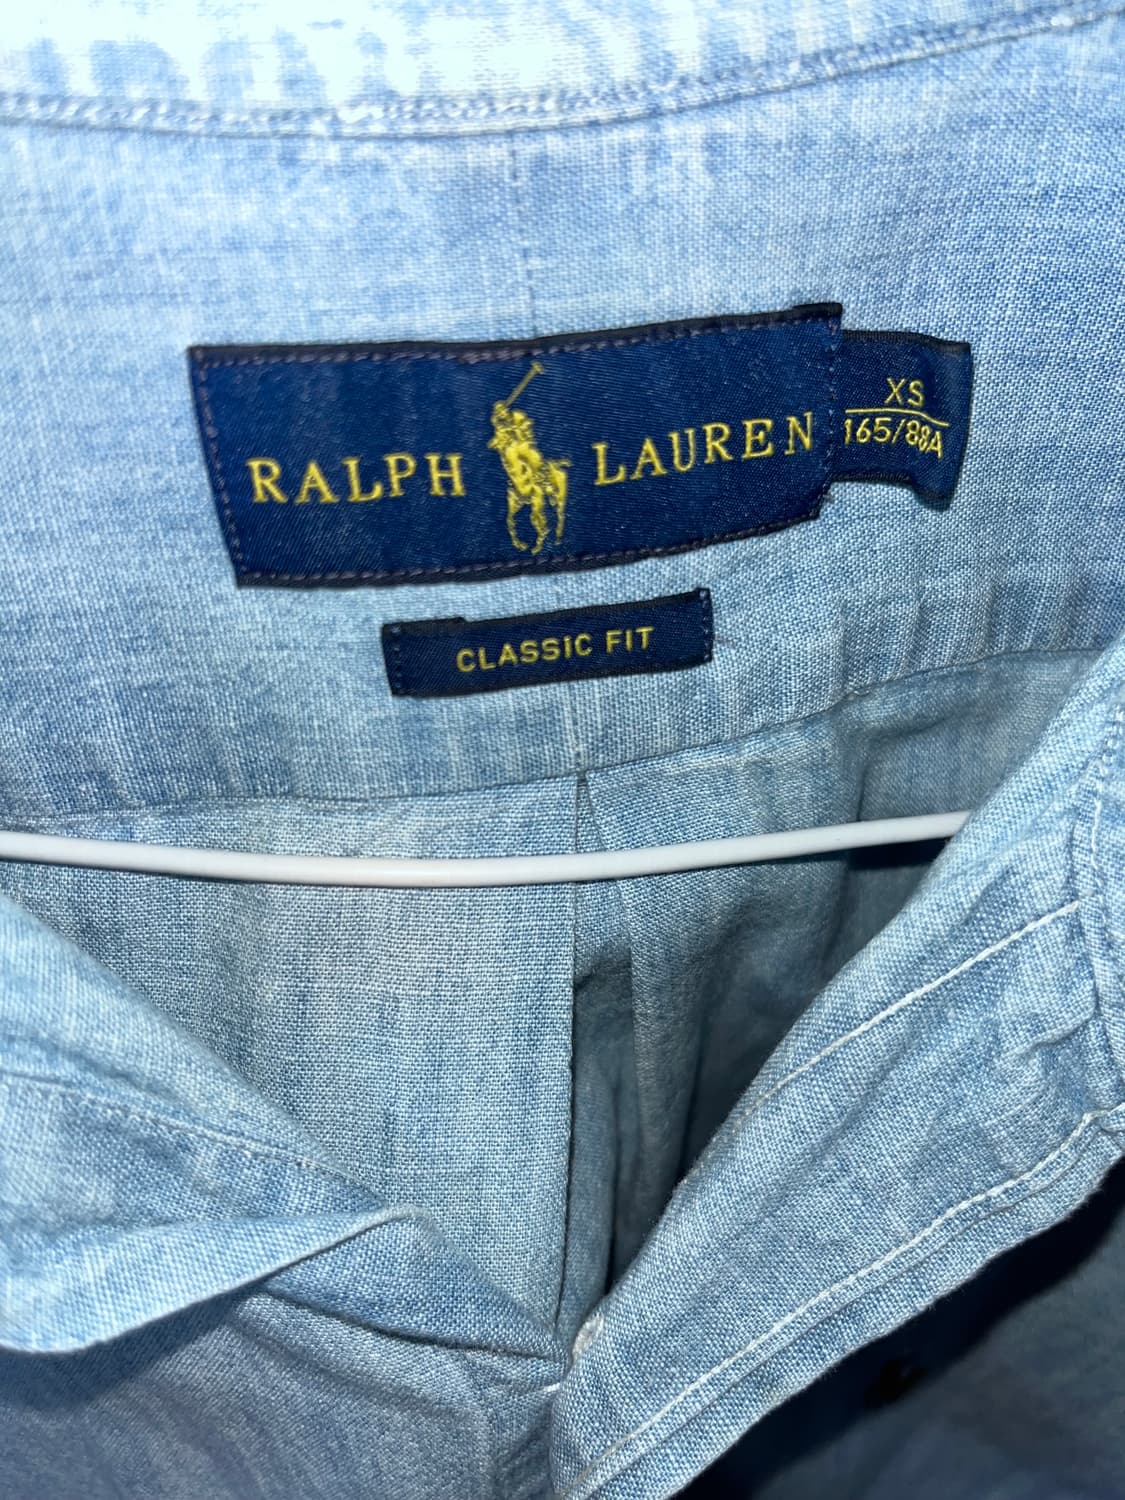 RALPH LAUREN
XS
165/88A
CLASSIC FIT